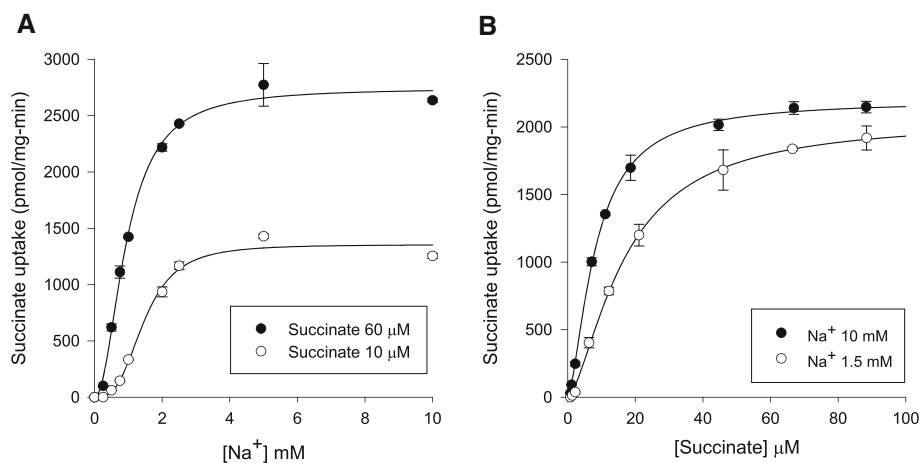 A
B
Succinate uptake (pmol/mg-min)
3000
2500
2000
1500
1000
500
0
0 2 4 6 8 10
[Na+] mM
Succinate 60 µM
Succinate 10 µM
Succinate uptake (pmol/mg-min)
2500
2000
1500
1000
500
0
0 20 40 60 80 100
[Succinate] µM
Na+ 10 mM
Na+ 1.5 mM